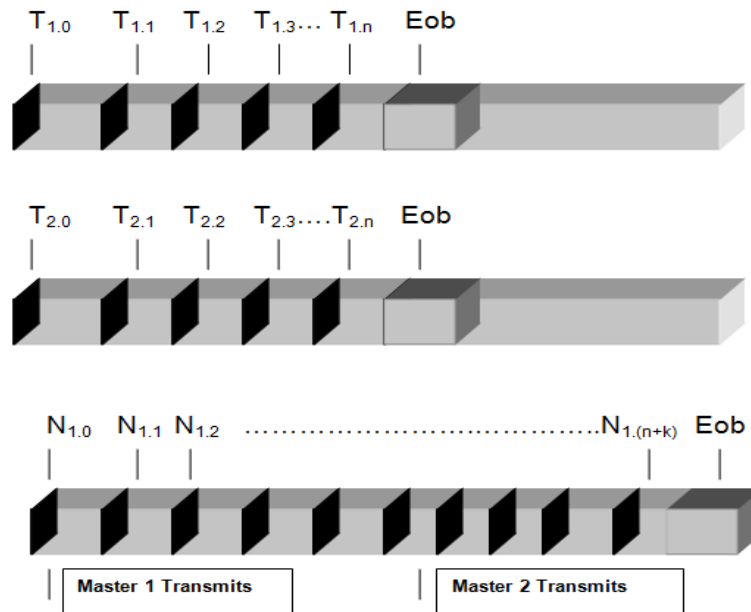 T1.0 T1.1 T1.2 T1.3... T1.n Eob
T2.0 T2.1 T2.2 T2.3....T2.n Eob
N1.0 N1.1 N1.2 ……………………………………..N1.(n+k) Eob
Master 1 Transmits Master 2 Transmits